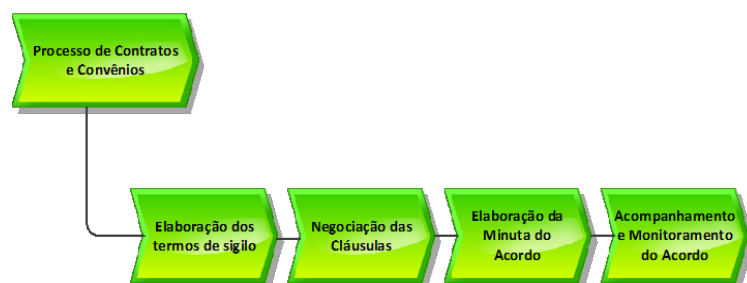 Processo de Contratos
e Convênios
Elaboração dos
termos de sigilo
Negociação das
Cláusulas
Elaboração da
Minuta do
Acordo
Acompanhamento
e Monitoramento
do Acordo